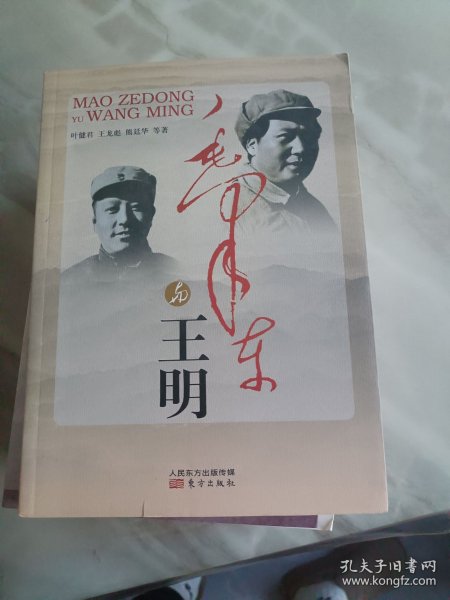 MAO ZEDONG
YU WANG MING
叶健君 王龙彪 熊廷华 等著
毛泽东
与
王明
人民东方出版传媒
东方出版社
孔夫子旧书网
www.kongfz.com